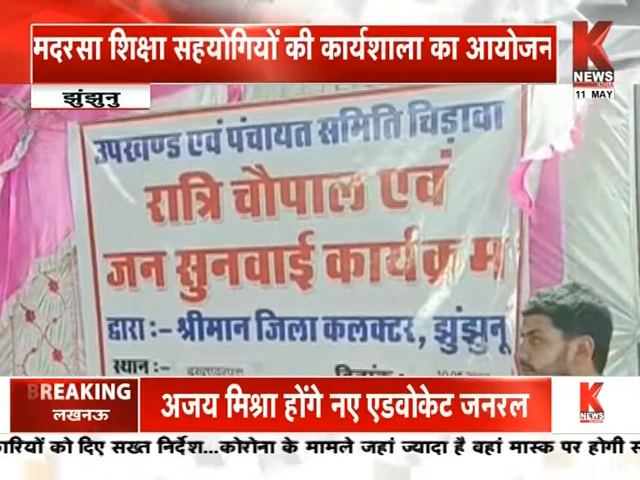 मदरसा शिक्षा सहयोगियों की कार्यशाला का आयोजन
K
NEWS
INDIA
11 MAY
झुंझुनु
उपखण्ड एवं पंचायत समिति चिड़ावा
रात्रि चौपाल एवं
जन सुनवाई कार्यक्रम
द्वारा :- श्रीमान जिला कलक्टर, झुंझुनू
स्थान :-
BREAKING
लखनऊ
अजय मिश्रा होंगे नए एडवोकेट जनरल
K
NEWS
कारियों को दिए सख्त निर्देश...कोरोना के मामले जहां ज्यादा है वहां मास्क पर होगी स